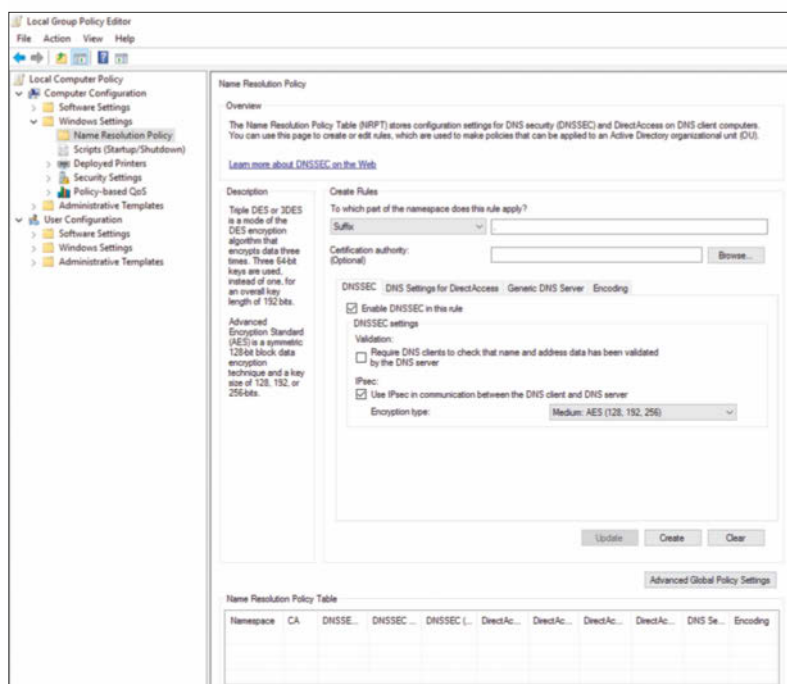 Local Group Policy Editor
File Action View Help
Local Computer Policy
Computer Configuration
Software Settings
Windows Settings
Name Resolution Policy
Scripts (Startup/Shutdown)
Deployed Printers
Security Settings
Policy-based QoS
Administrative Templates
User Configuration
Software Settings
Windows Settings
Administrative Templates
Name Resolution Policy
Overview
The Name Resolution Policy Table (NRPT) stores configuration settings for DNS security (DNSSEC) and DirectAccess on DNS client computers.
You can use this page to create or edit rules, which are used to make policies that can be applied to an Active Directory organizational unit (OU).
Learn more about DNSSEC on the Web
Description
Triple DES or 3DES
is a mode of the
DES encryption
algorithm that
encrypts data three
times. Three 64-bit
keys are used,
instead of one, for
an overall key
length of 192 bits.
Advanced
Encryption Standard
(AES) is a symmetric
128-bit block data
encryption
technique and a key
size of 128, 192, or
256-bits.
Create Rules
To which part of the namespace does this rule apply?
Suffix .
Certification authority:
(Optional)
Browse...
DNSSEC DNS Settings for DirectAccess Generic DNS Server Encoding
Enable DNSSEC in this rule
DNSSEC settings
Validation:
Require DNS clients to check that name and address data has been validated
by the DNS server
IPsec:
Use IPsec in communication between the DNS client and DNS server
Encryption type: Medium: AES (128, 192, 256)
Update Create Clear
Advanced Global Policy Settings
Name Resolution Policy Table
Namespace CA DNSSE... DNSSEC ... DNSSEC (... DirectAc... DirectAc... DirectAc... DirectAc... DNS Se... Encoding